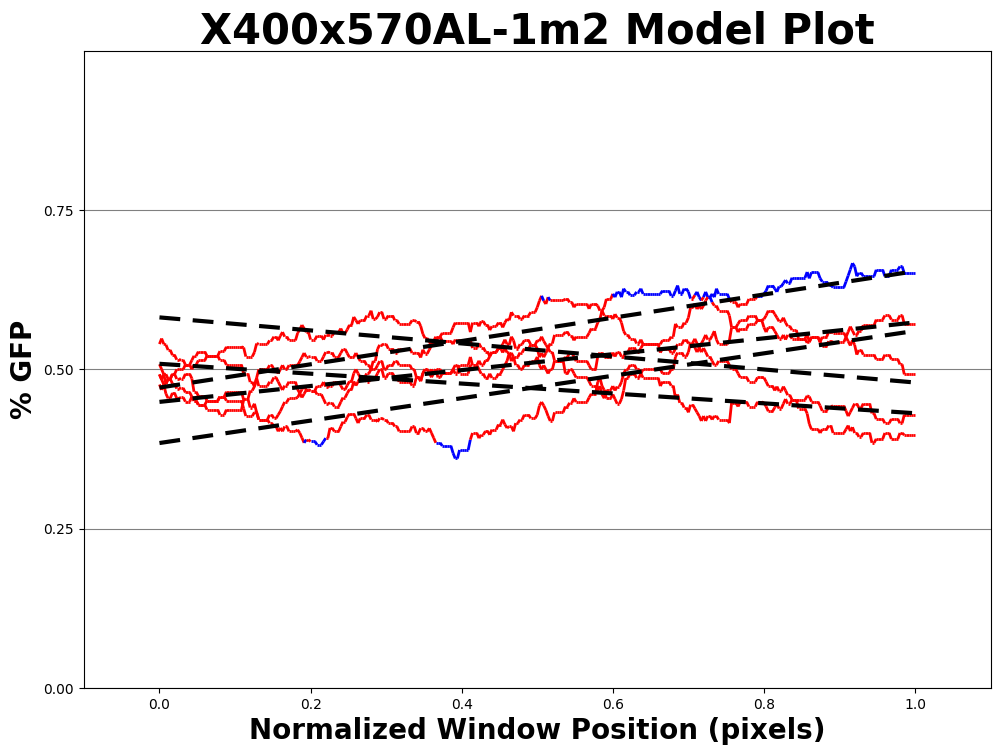 X400x570AL-1m2 Model Plot
% GFP
0.75
0.50
0.25
0.00
0.0 0.2 0.4 0.6 0.8 1.0
Normalized Window Position (pixels)